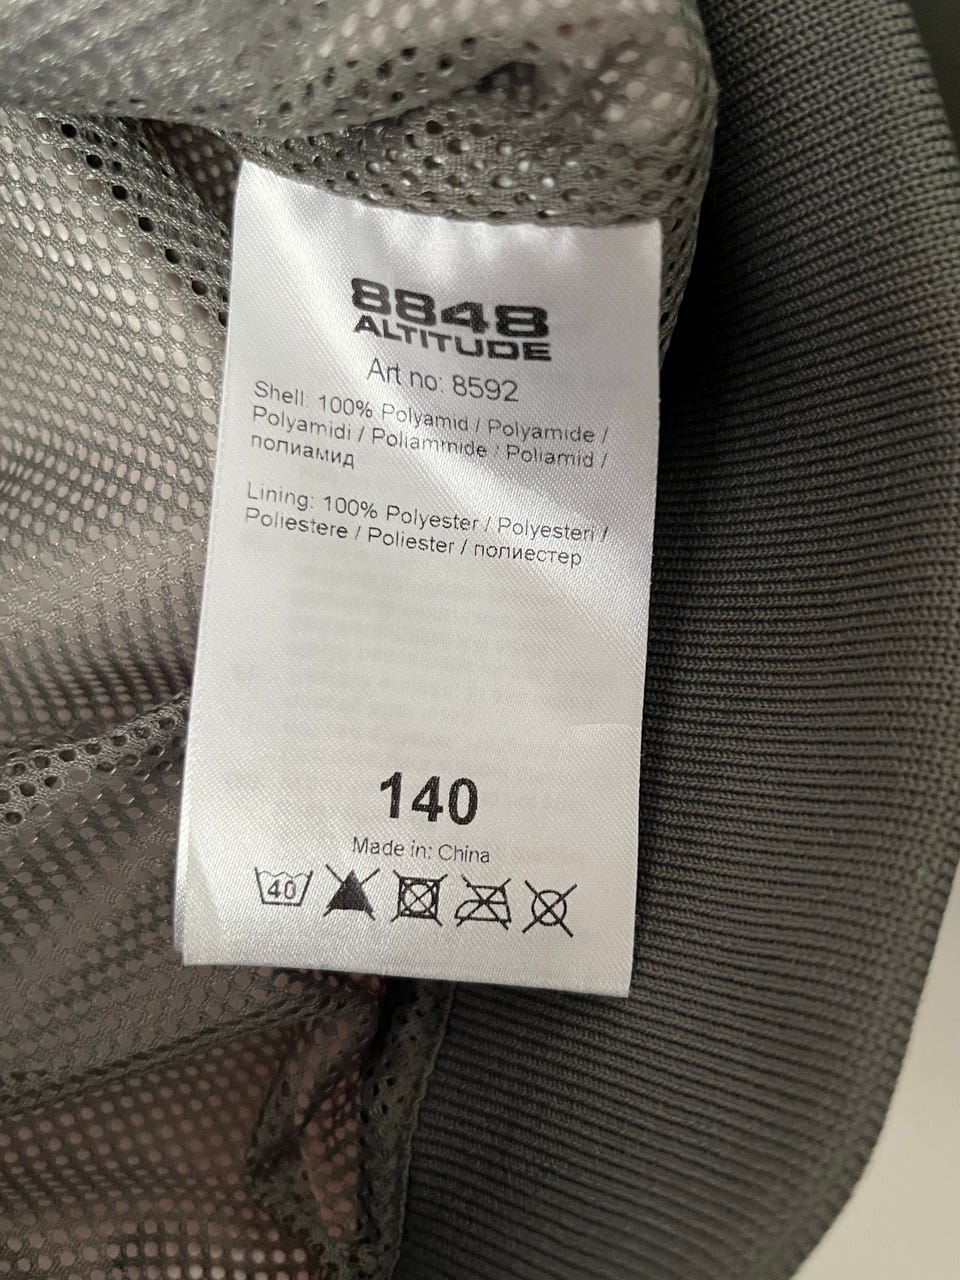 8848
ALTITUDE
Art no: 8592
Shell: 100% Polyamid / Polyamide /
Polyamidi / Poliammide / Poliamid /
полиамид
Lining: 100% Polyester / Polyesteri /
Poliestere / Poliester / полиестер
140
Made in: China
40